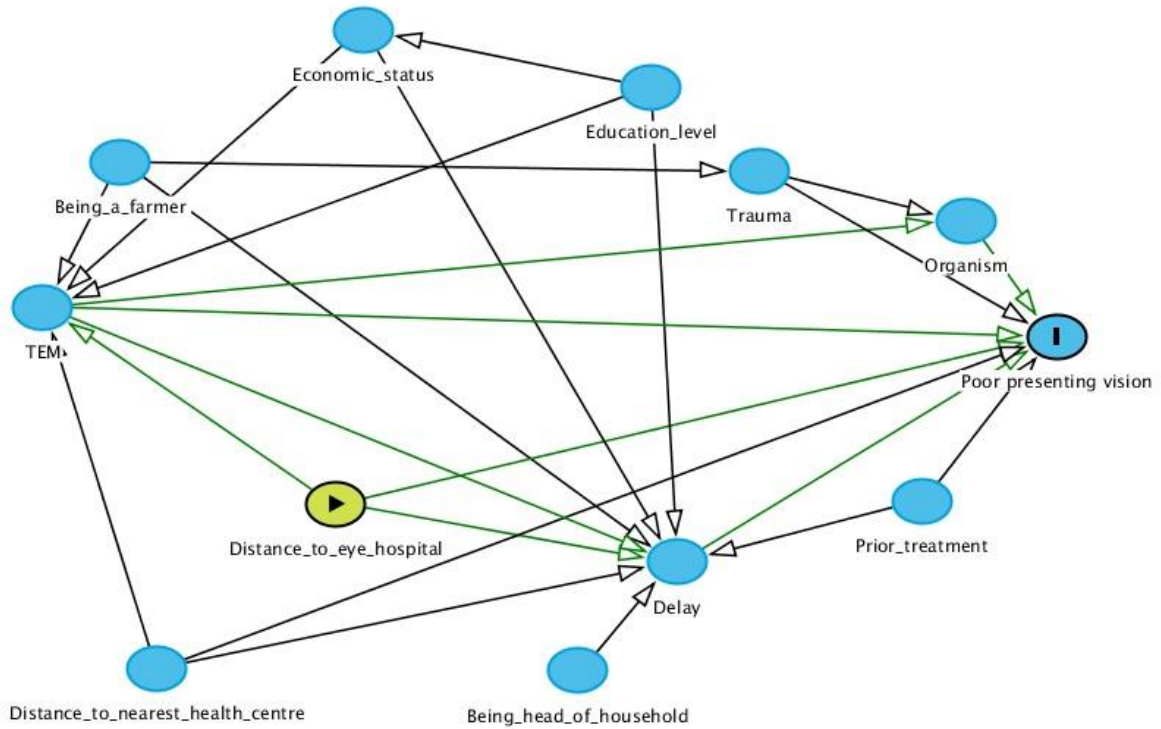 Economic_status
Education_level
Being_a_farmer
Trauma
Organism
TEM
Poor presenting vision
Distance_to_eye_hospital
Prior_treatment
Delay
Distance_to_nearest_health_centre
Being_head_of_household